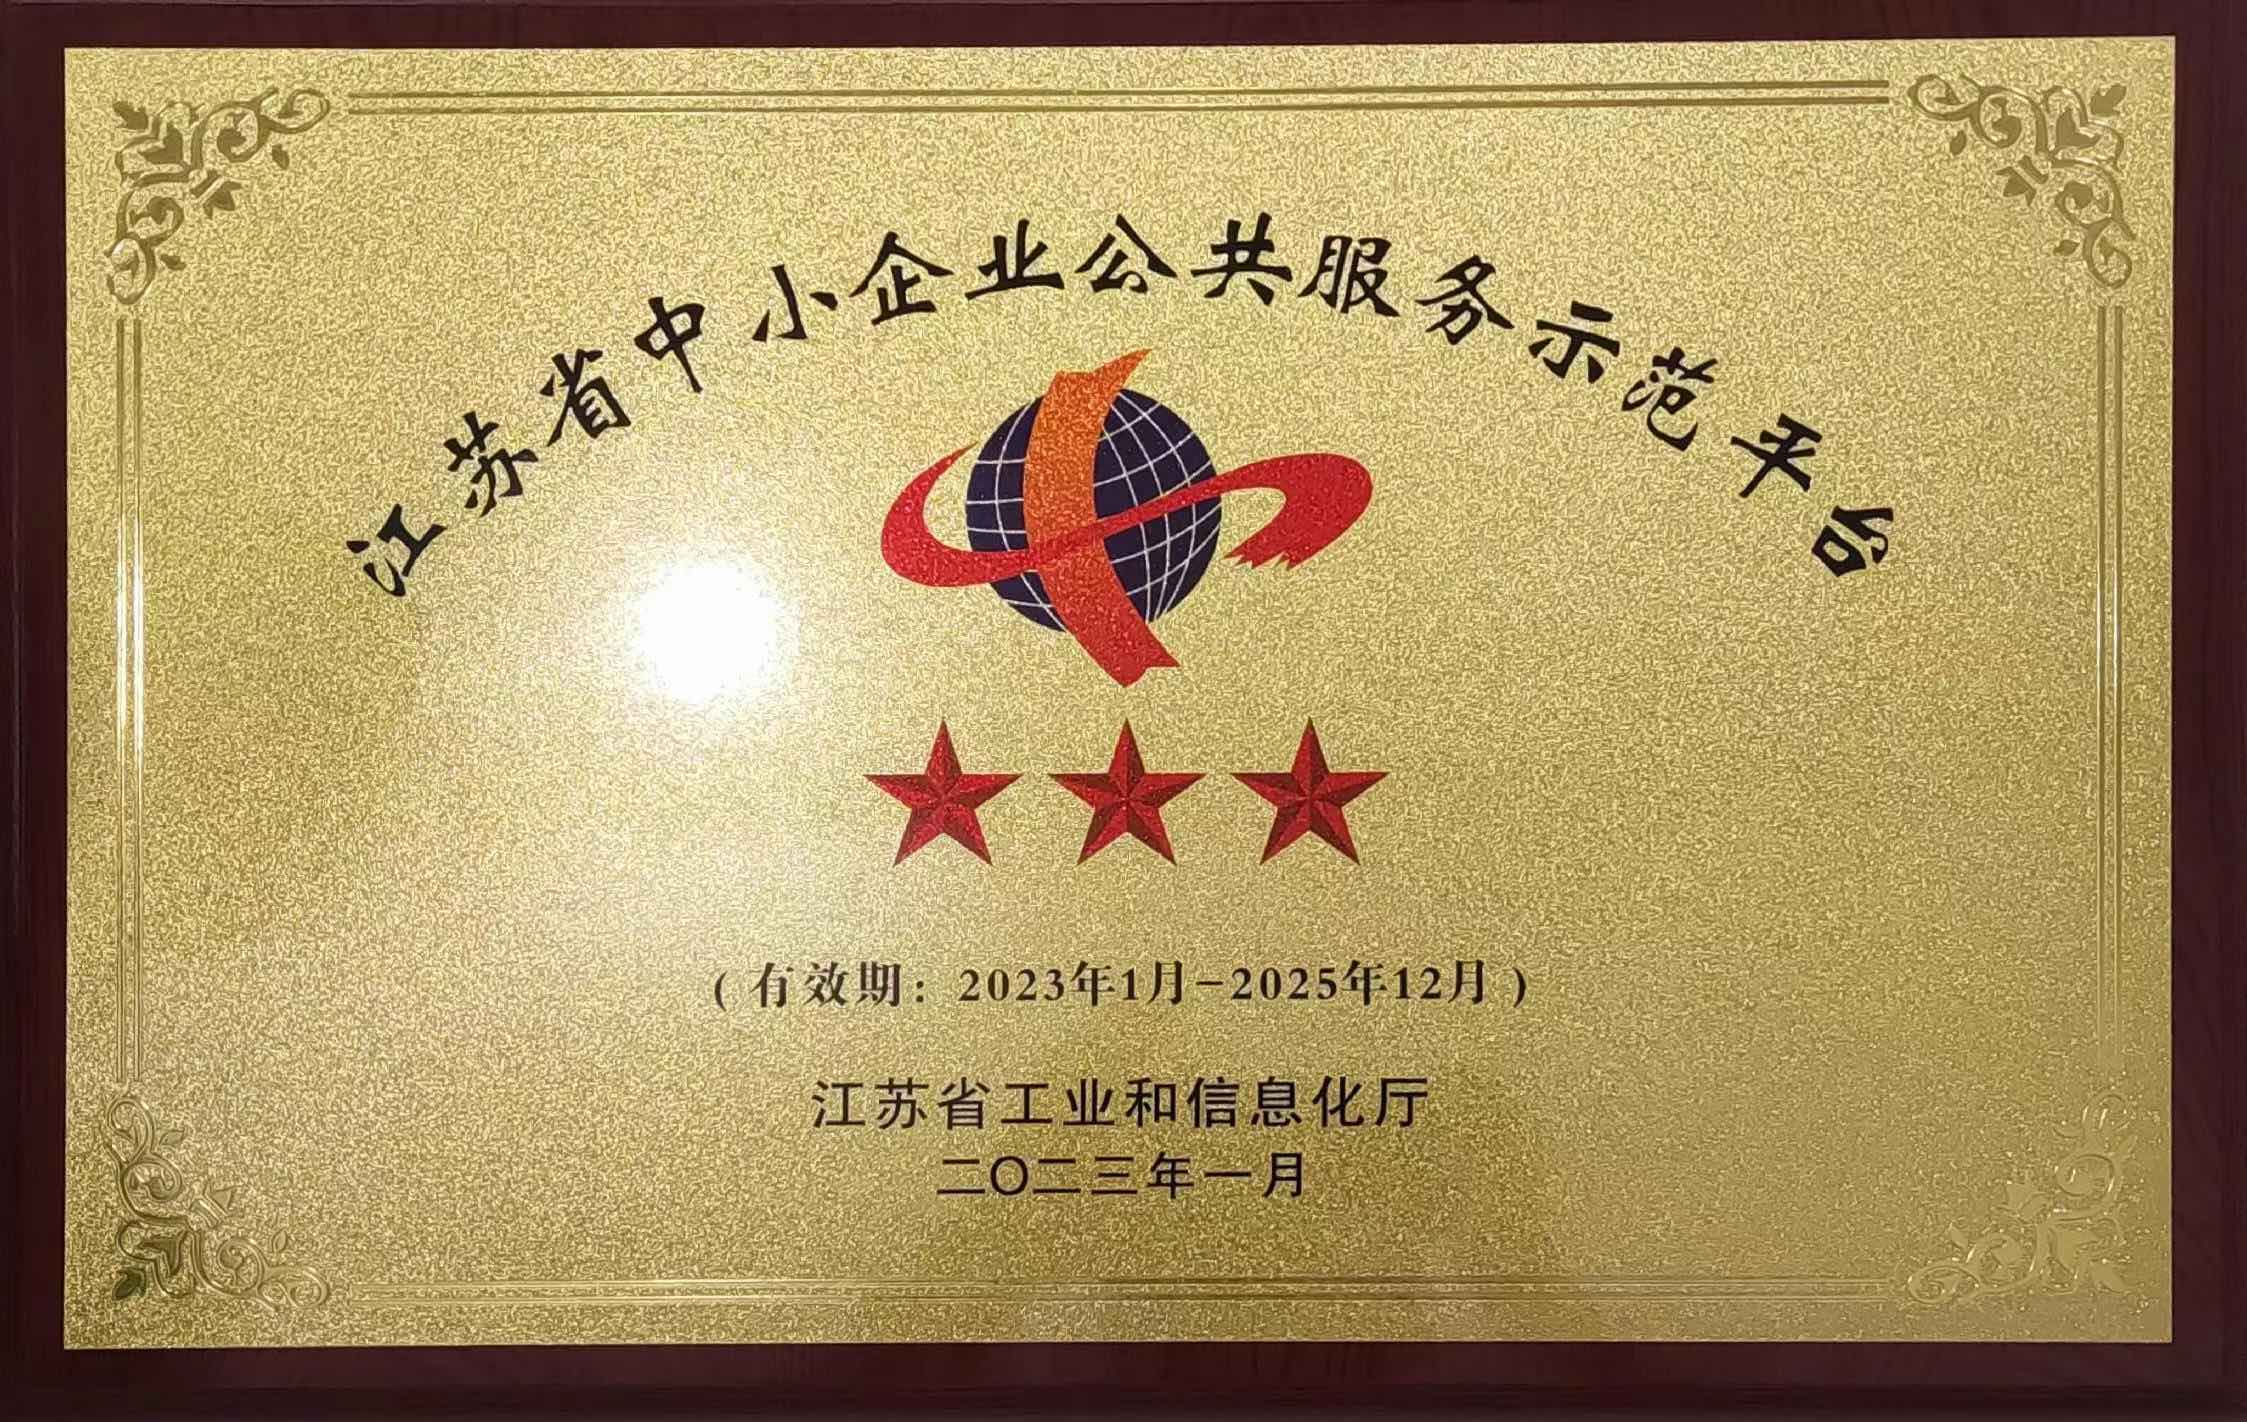 江苏省中小企业公共服务示范平台
（有效期：2023年1月-2025年12月）
江苏省工业和信息化厅
二〇二三年一月